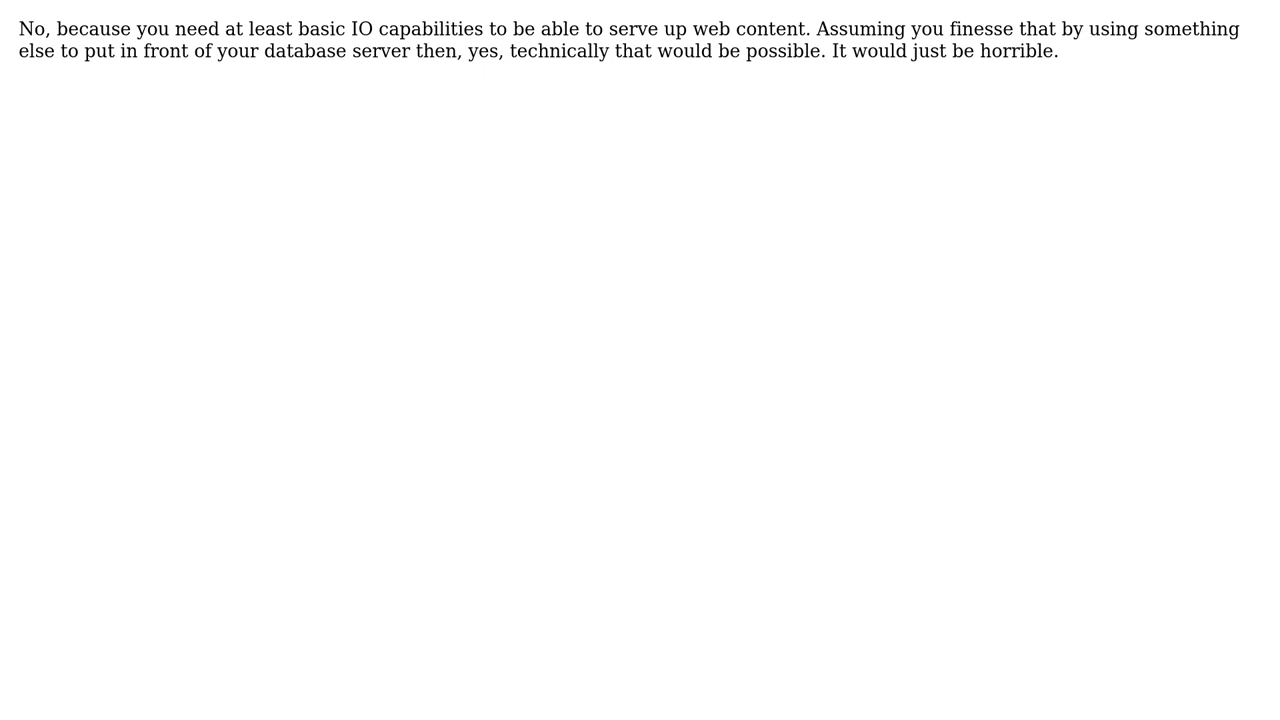 No, because you need at least basic IO capabilities to be able to serve up web content. Assuming you finesse that by using something
else to put in front of your database server then, yes, technically that would be possible. It would just be horrible.